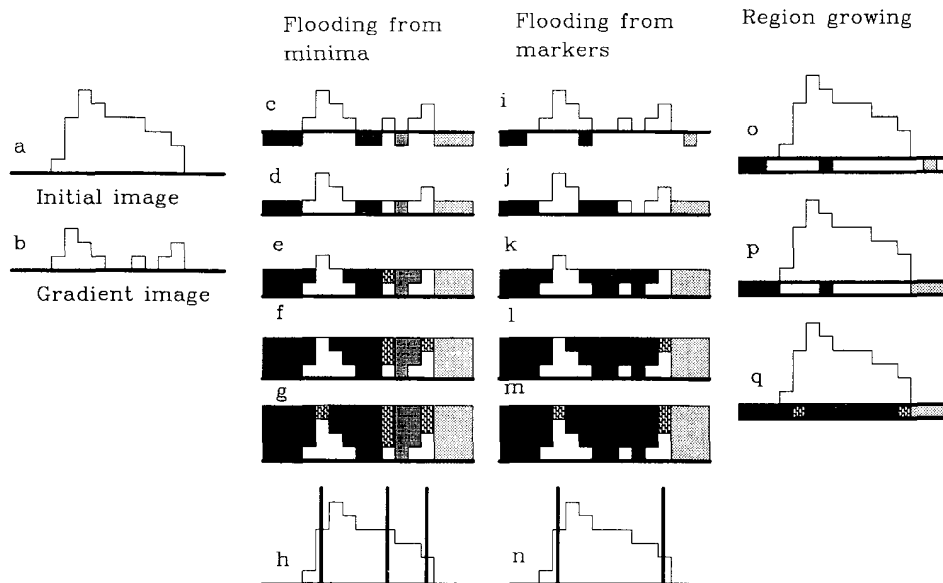 Flooding from
minima
Flooding from
markers
Region growing
a
Initial image
b
Gradient image
c
d
e
f
g
h
i
j
k
l
m
n
o
p
q